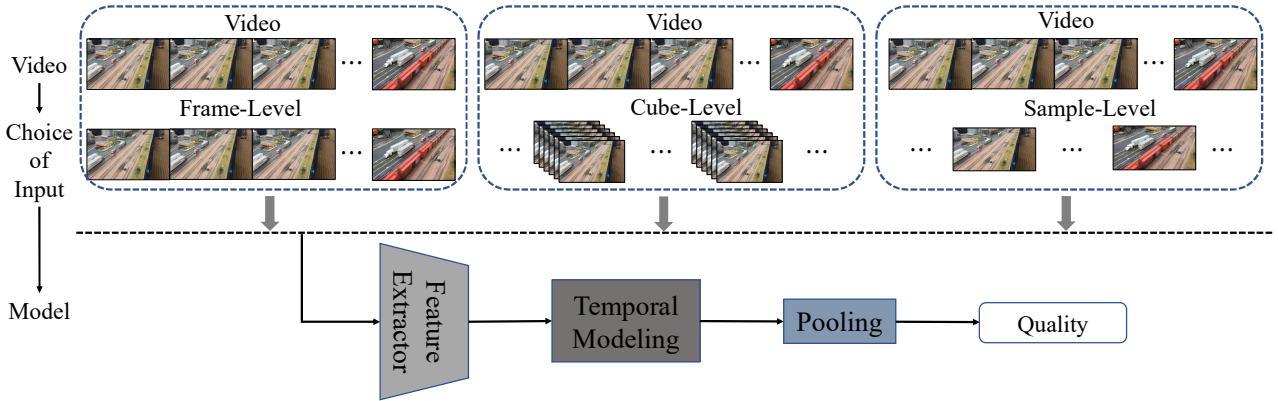 Video
Choice
of
Input
Model
Video
...
Frame-Level
...
Video
...
Cube-Level
...
...
...
Video
...
Sample-Level
...
...
...
Feature
Extractor
Temporal
Modeling
Pooling
Quality